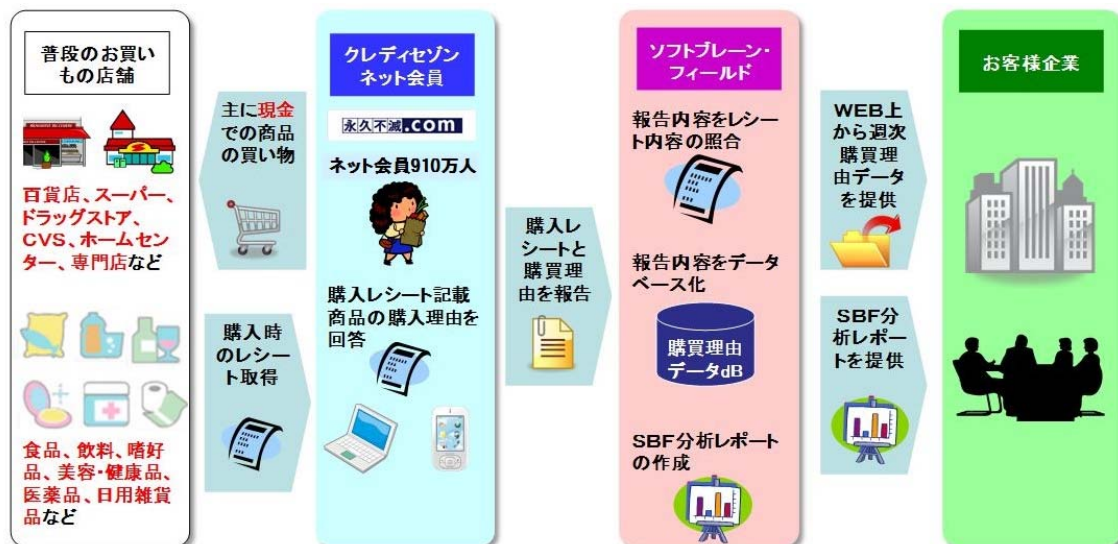 普段のお買い
もの店舗
百貨店、スーパー、
ドラッグストア、
CVS、ホームセン
ター、専門店など
食品、飲料、嗜好
品、美容・健康品、
医薬品、日用雑貨
品など
主に現金
での商品
の買い物
購入時
のレシー
ト取得
クレディセゾン
ネット会員
永久不滅.com
ネット会員910万人
購入レシート記載
商品の購入理由を
回答
購入レ
シートと
購買理
由を報告
ソフトブレーン・
フィールド
報告内容をレシー
ト内容の照合
報告内容をデータ
ベース化
購買理由
データdB
SBF分析レポート
の作成
WEB上
から週次
購買理
由データ
を提供
SBF分
析レポー
トを提供
お客様企業